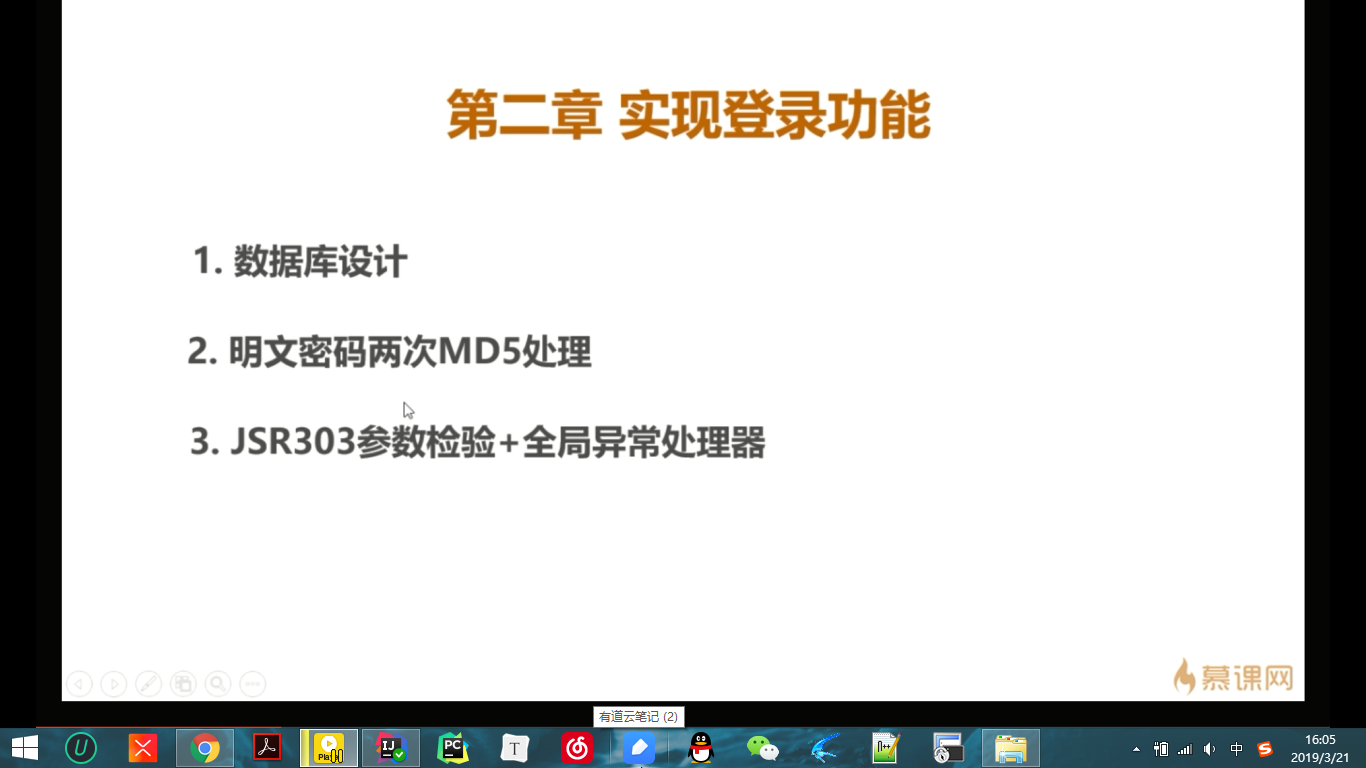 第二章 实现登录功能
1. 数据库设计
2. 明文密码两次MD5处理
3. JSR303参数检验+全局异常处理器
慕课网
有道云笔记 (2)
中
16:05
2019/3/21